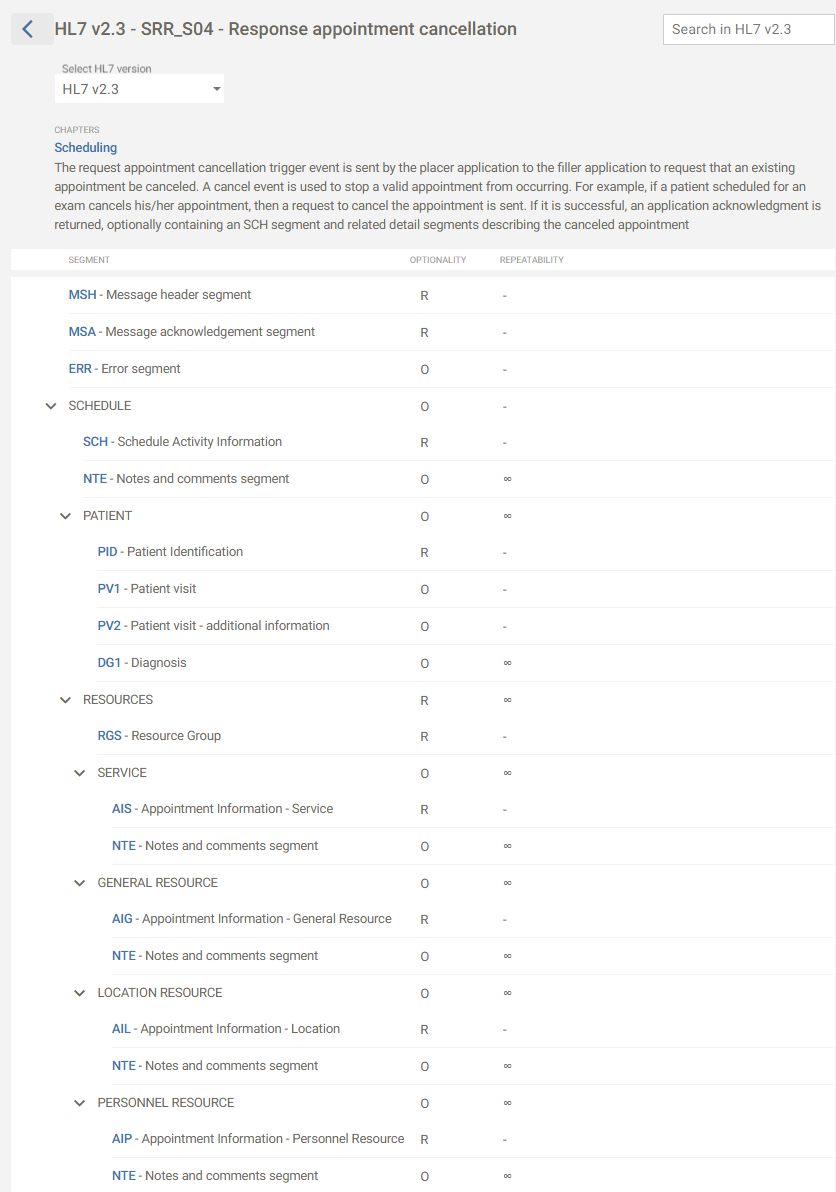 HL7 v2.3 - SRR_S04 - Response appointment cancellation
Search in HL7 v2.3
Select HL7 version
HL7 v2.3
CHAPTERS
Scheduling
The request appointment cancellation trigger event is sent by the placer application to the filler application to request that an existing
appointment be canceled. A cancel event is used to stop a valid appointment from occurring. For example, if a patient scheduled for an
exam cancels his/her appointment, then a request to cancel the appointment is sent. If it is successful, an application acknowledgment is
returned, optionally containing an SCH segment and related detail segments describing the canceled appointment
SEGMENT OPTIONALITY REPEATABILITY
MSH - Message header segment R -
MSA - Message acknowledgement segment R -
ERR - Error segment O -
SCHEDULE O -
SCH - Schedule Activity Information R -
NTE - Notes and comments segment O ∞
PATIENT O ∞
PID - Patient Identification R -
PV1 - Patient visit O -
PV2 - Patient visit - additional information O -
DG1 - Diagnosis O ∞
RESOURCES R ∞
RGS - Resource Group R -
SERVICE O ∞
AIS - Appointment Information - Service R -
NTE - Notes and comments segment O ∞
GENERAL RESOURCE O ∞
AIG - Appointment Information - General Resource R -
NTE - Notes and comments segment O ∞
LOCATION RESOURCE O ∞
AIL - Appointment Information - Location R -
NTE - Notes and comments segment O ∞
PERSONNEL RESOURCE O ∞
AIP - Appointment Information - Personnel Resource R -
NTE - Notes and comments segment O ∞